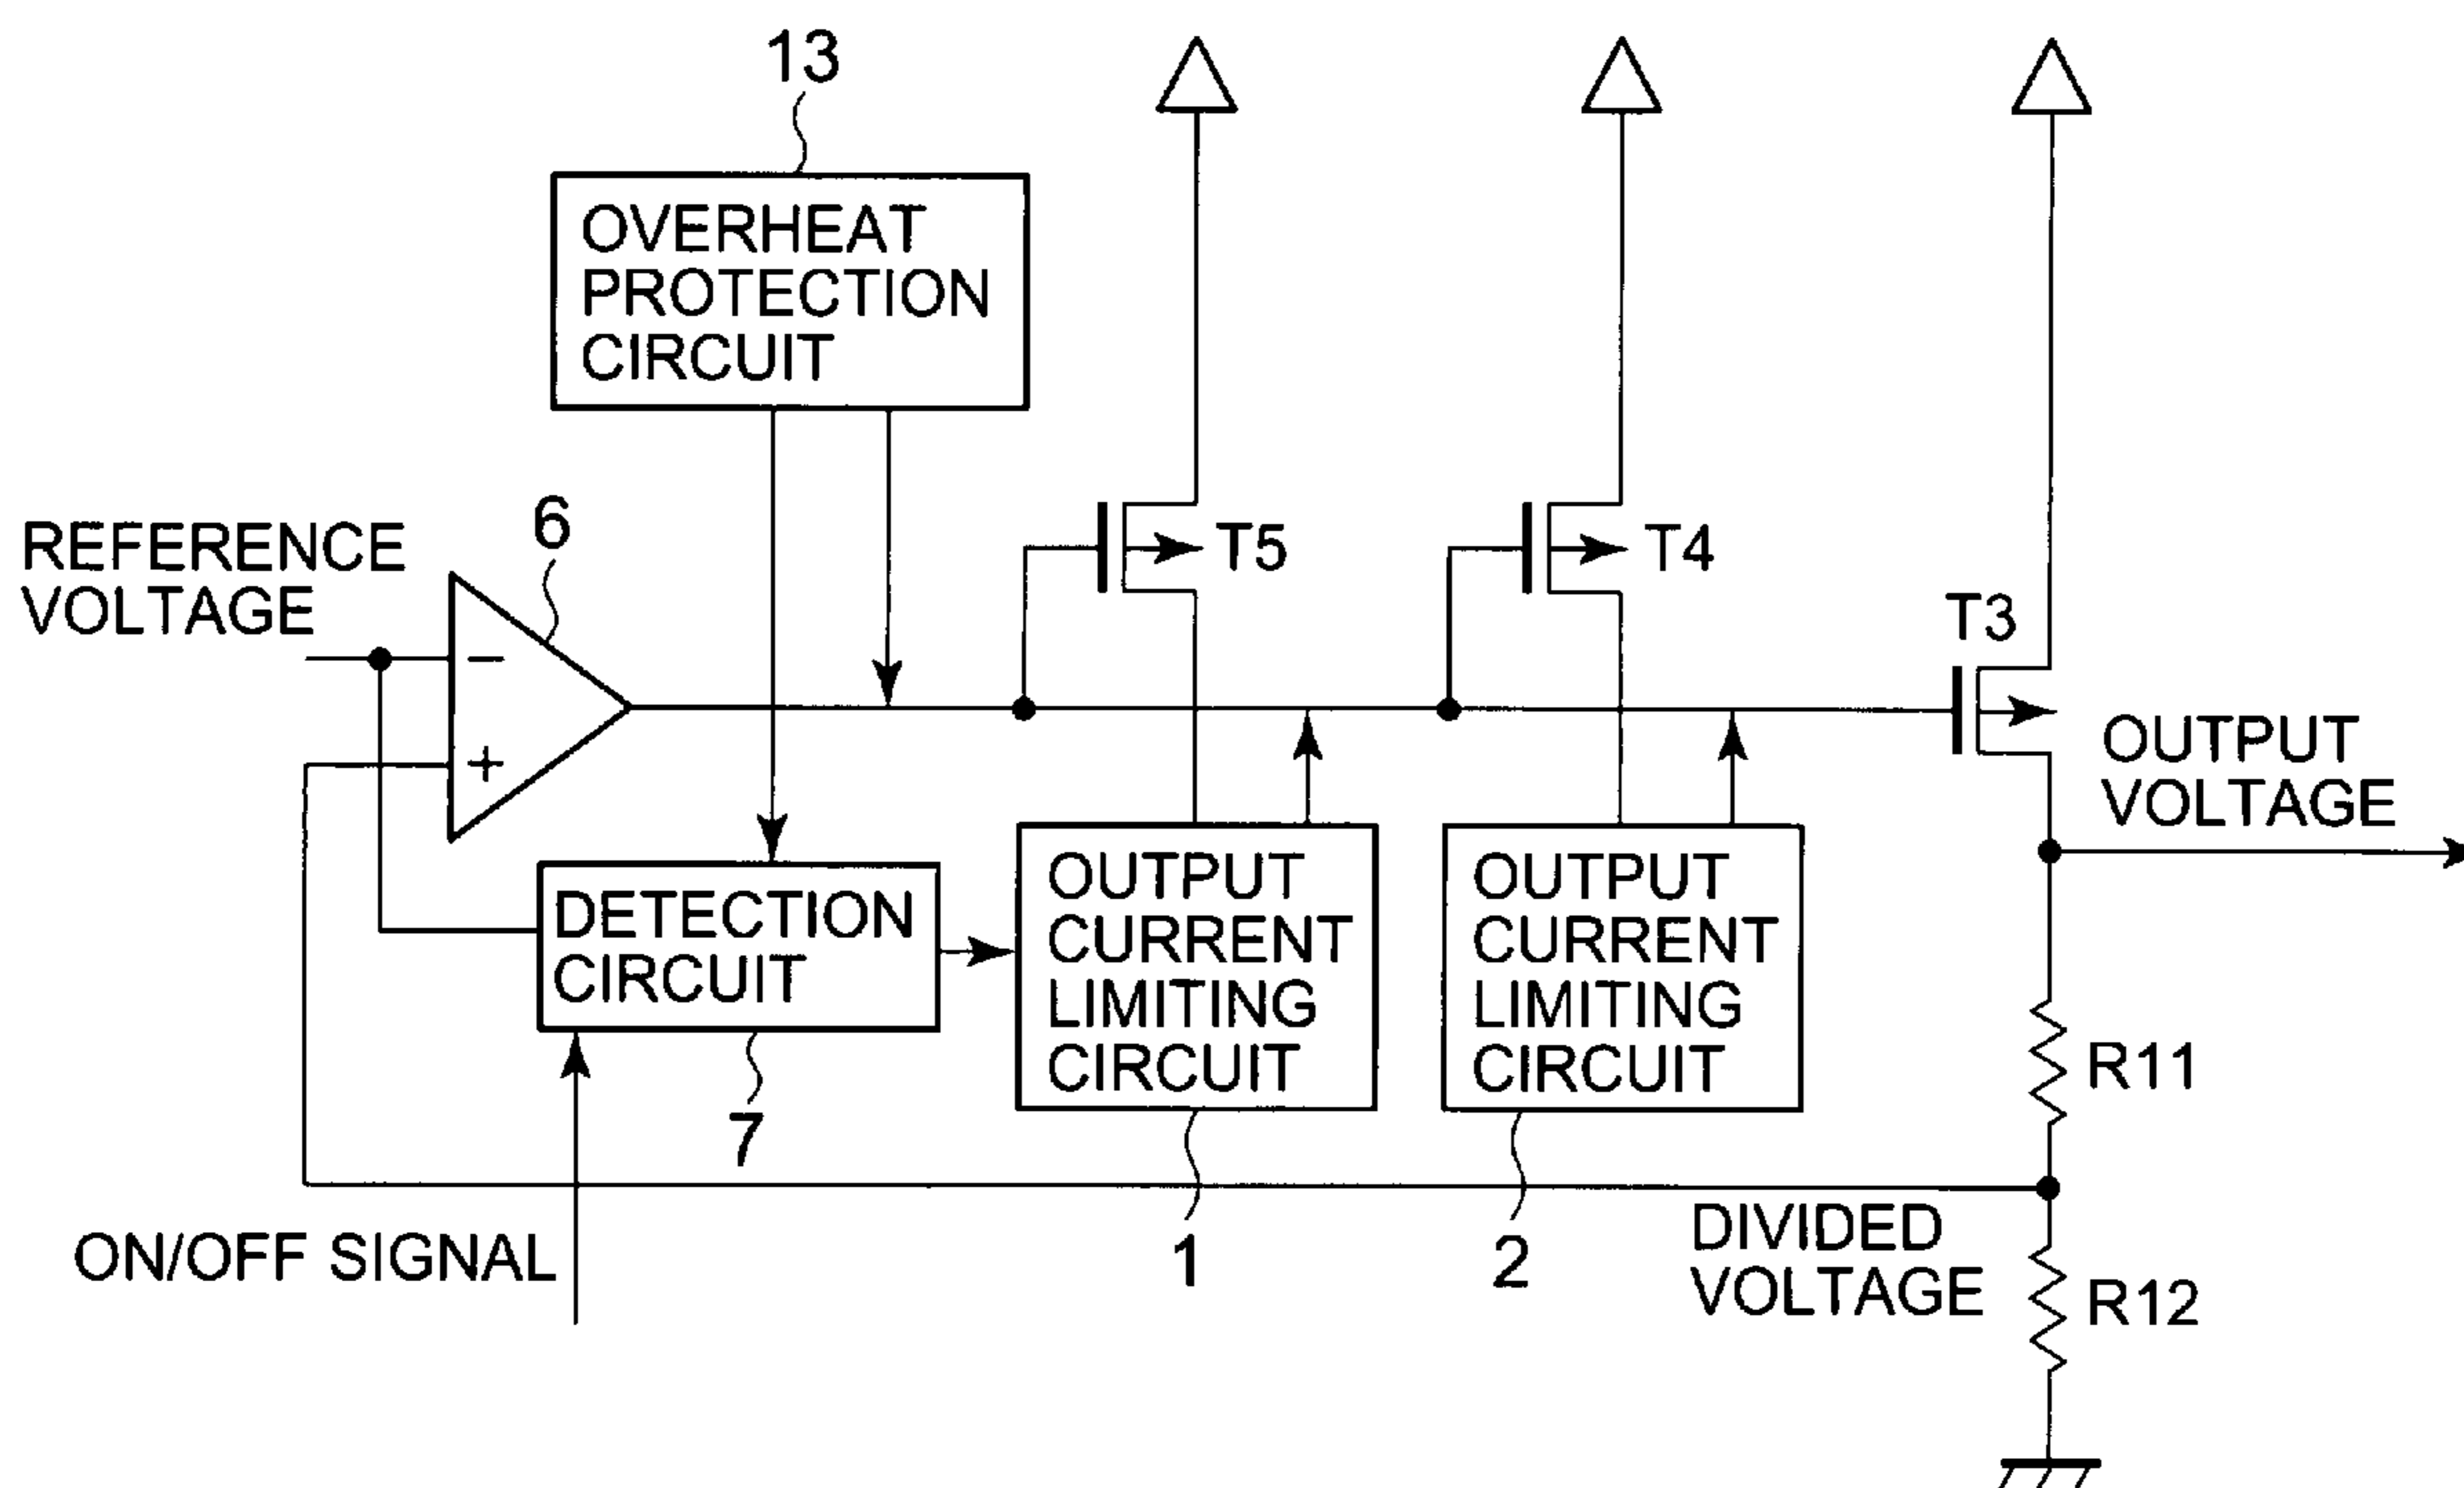 13
OVERHEAT
PROTECTION
CIRCUIT
REFERENCE
VOLTAGE
6
−
+
T5
T4
T3
OUTPUT
VOLTAGE
DETECTION
CIRCUIT
7
OUTPUT
CURRENT
LIMITING
CIRCUIT
1
OUTPUT
CURRENT
LIMITING
CIRCUIT
2
R11
ON/OFF SIGNAL
DIVIDED
VOLTAGE
R12